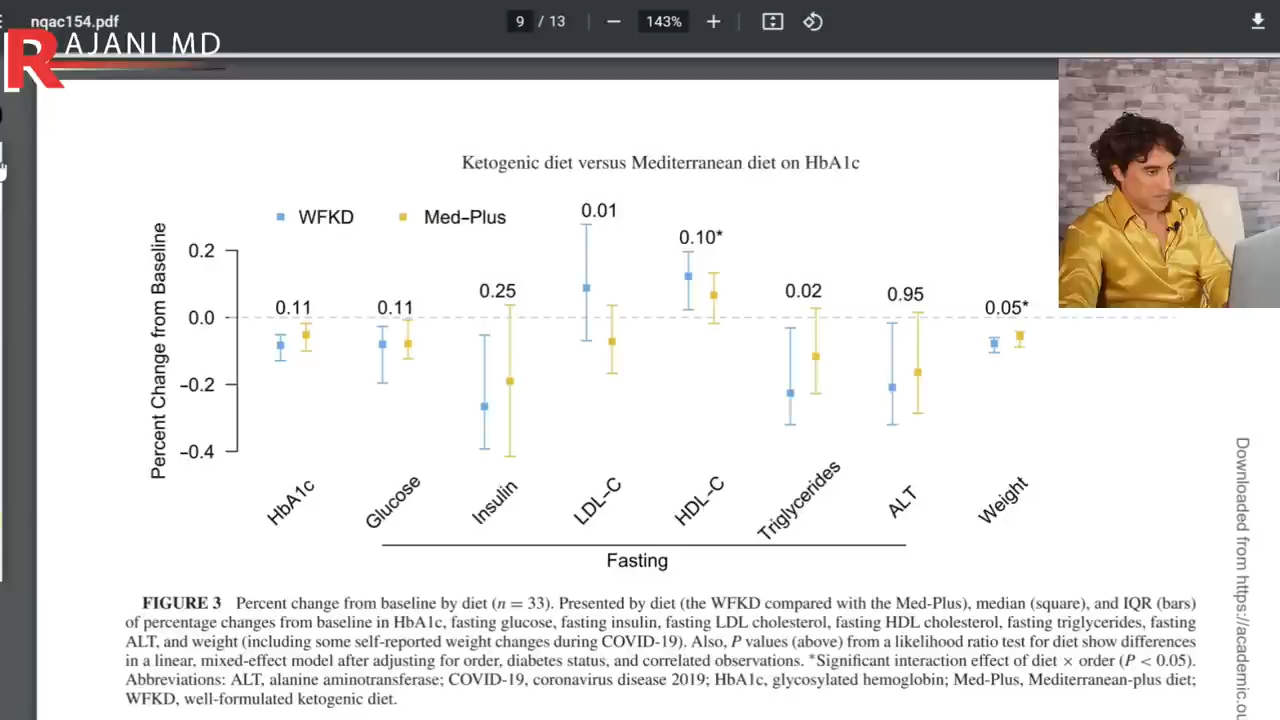 nqac154.pdf
9 / 13
143%
RAJANI MD
Ketogenic diet versus Mediterranean diet on HbA1c
WFKD
Med-Plus
Percent Change from Baseline
0.2
0.0
-0.2
-0.4
0.11
0.11
0.25
0.01
0.10*
0.02
0.95
0.05*
HbA1c
Glucose
Insulin
LDL-C
HDL-C
Triglycerides
ALT
Weight
Fasting
FIGURE 3 Percent change from baseline by diet (n = 33). Presented by diet (the WFKD compared with the Med-Plus), median (square), and IQR (bars)
of percentage changes from baseline in HbA1c, fasting glucose, fasting insulin, fasting LDL cholesterol, fasting HDL cholesterol, fasting triglycerides, fasting
ALT, and weight (including some self-reported weight changes during COVID-19). Also, P values (above) from a likelihood ratio test for diet show differences
in a linear, mixed-effect model after adjusting for order, diabetes status, and correlated observations. *Significant interaction effect of diet × order (P < 0.05).
Abbreviations: ALT, alanine aminotransferase; COVID-19, coronavirus disease 2019; HbA1c, glycosylated hemoglobin; Med-Plus, Mediterranean-plus diet;
WFKD, well-formulated ketogenic diet.
Downloaded from https://academic.ou